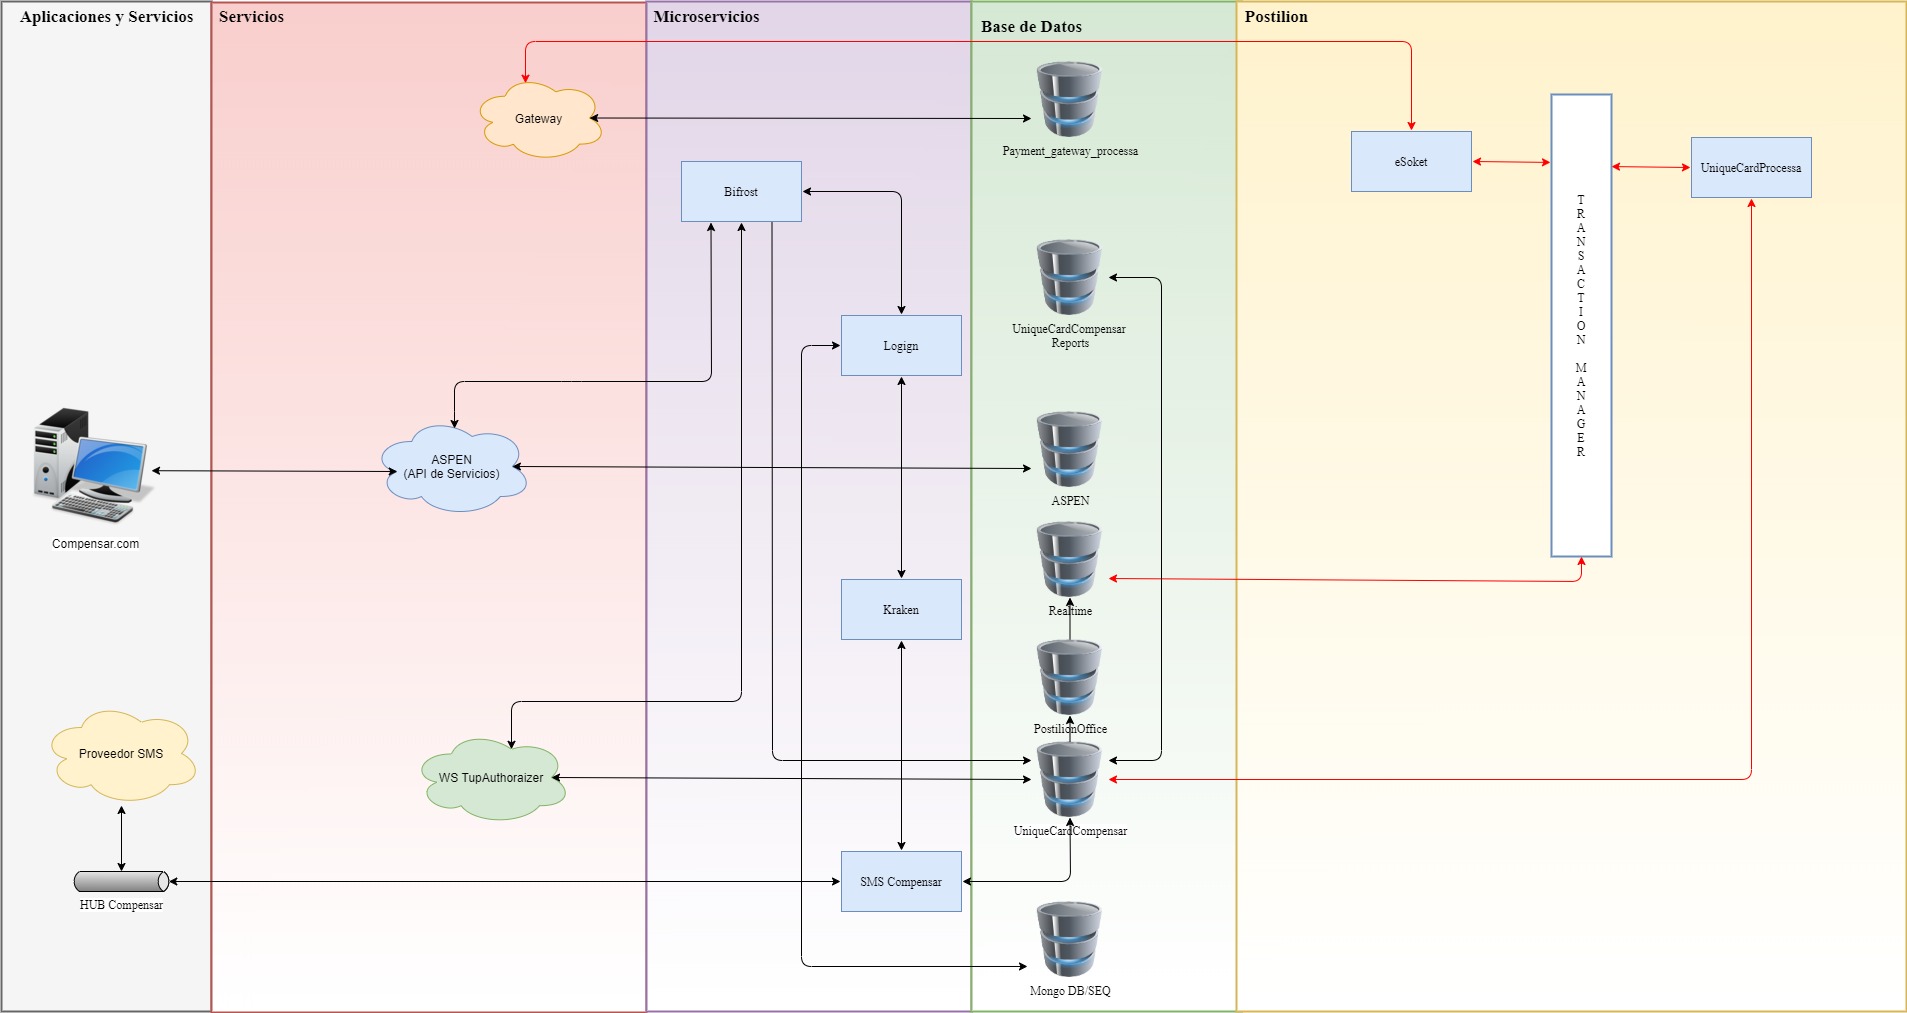 Aplicaciones y Servicios
Servicios
Microservicios
Base de Datos
Postilion
Gateway
Payment_gateway_processa
eSoket
UniqueCardProcessa
Bifrost
TRANSACTION MANAGER
UniqueCardCompensar
Reports
Logign
ASPEN
(API de Servicios)
ASPEN
Compensar.com
Kraken
Realtime
PostilionOffice
Proveedor SMS
WS TupAuthoraizer
UniqueCardCompensar
SMS Compensar
HUB Compensar
Mongo DB/SEQ